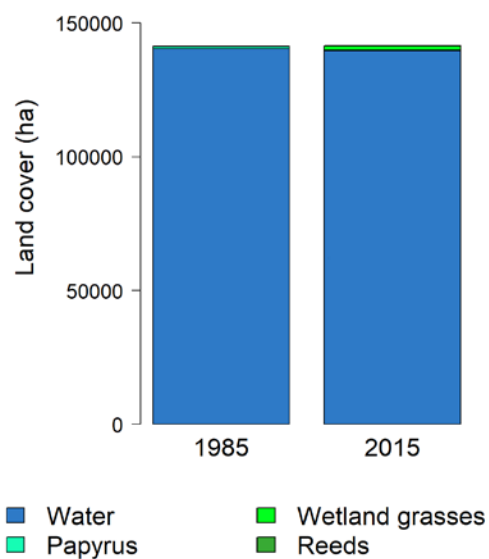 150000
100000
50000
0
Land cover (ha)
1985 2015
Water Wetland grasses
Papyrus Reeds